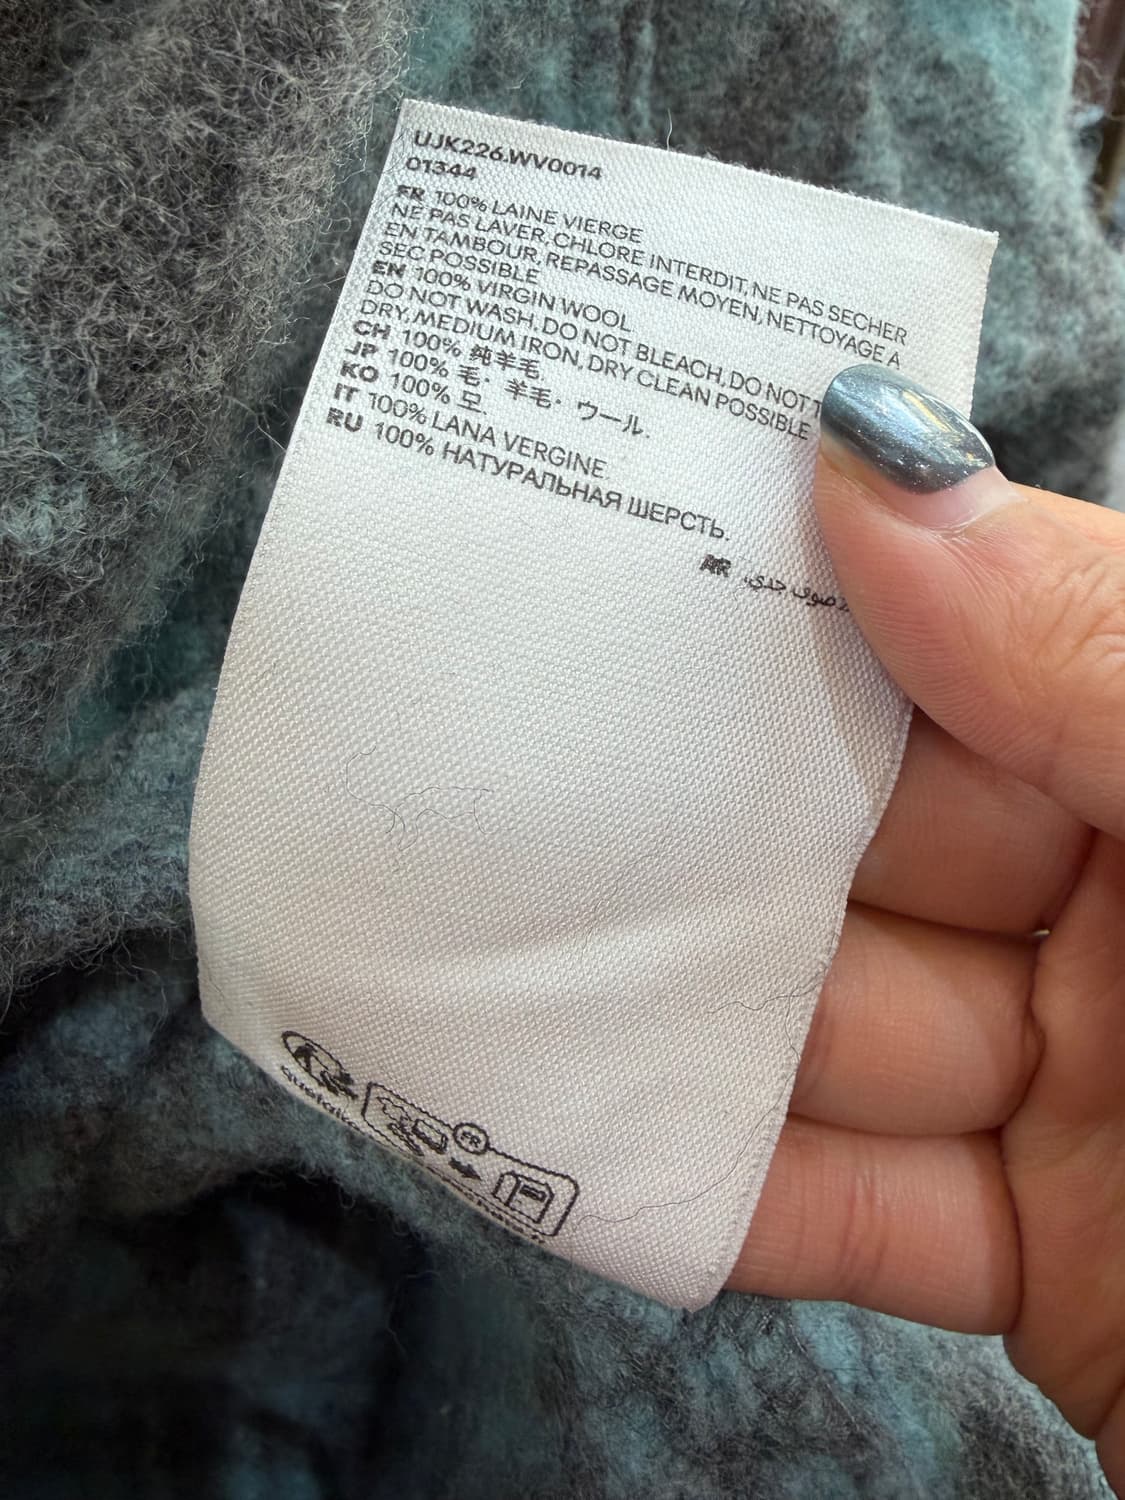 UJK226.WV0014
01344
FR 100% LAINE VIERGE
NE PAS LAVER, CHLORE INTERDIT, NE PAS SECHER
EN TAMBOUR, REPASSAGE MOYEN, NETTOYAGE A
SEC POSSIBLE
EN 100% VIRGIN WOOL
DO NOT WASH, DO NOT BLEACH, DO NOT T
DRY, MEDIUM IRON, DRY CLEAN POSSIBLE
CH 100% 纯羊毛
JP 100% 毛・羊毛・ウール.
KO 100% 모.
IT 100% LANA VERGINE.
RU 100% НАТУРАЛЬНАЯ ШЕРСТЬ.
AR صوف جدي.
FR